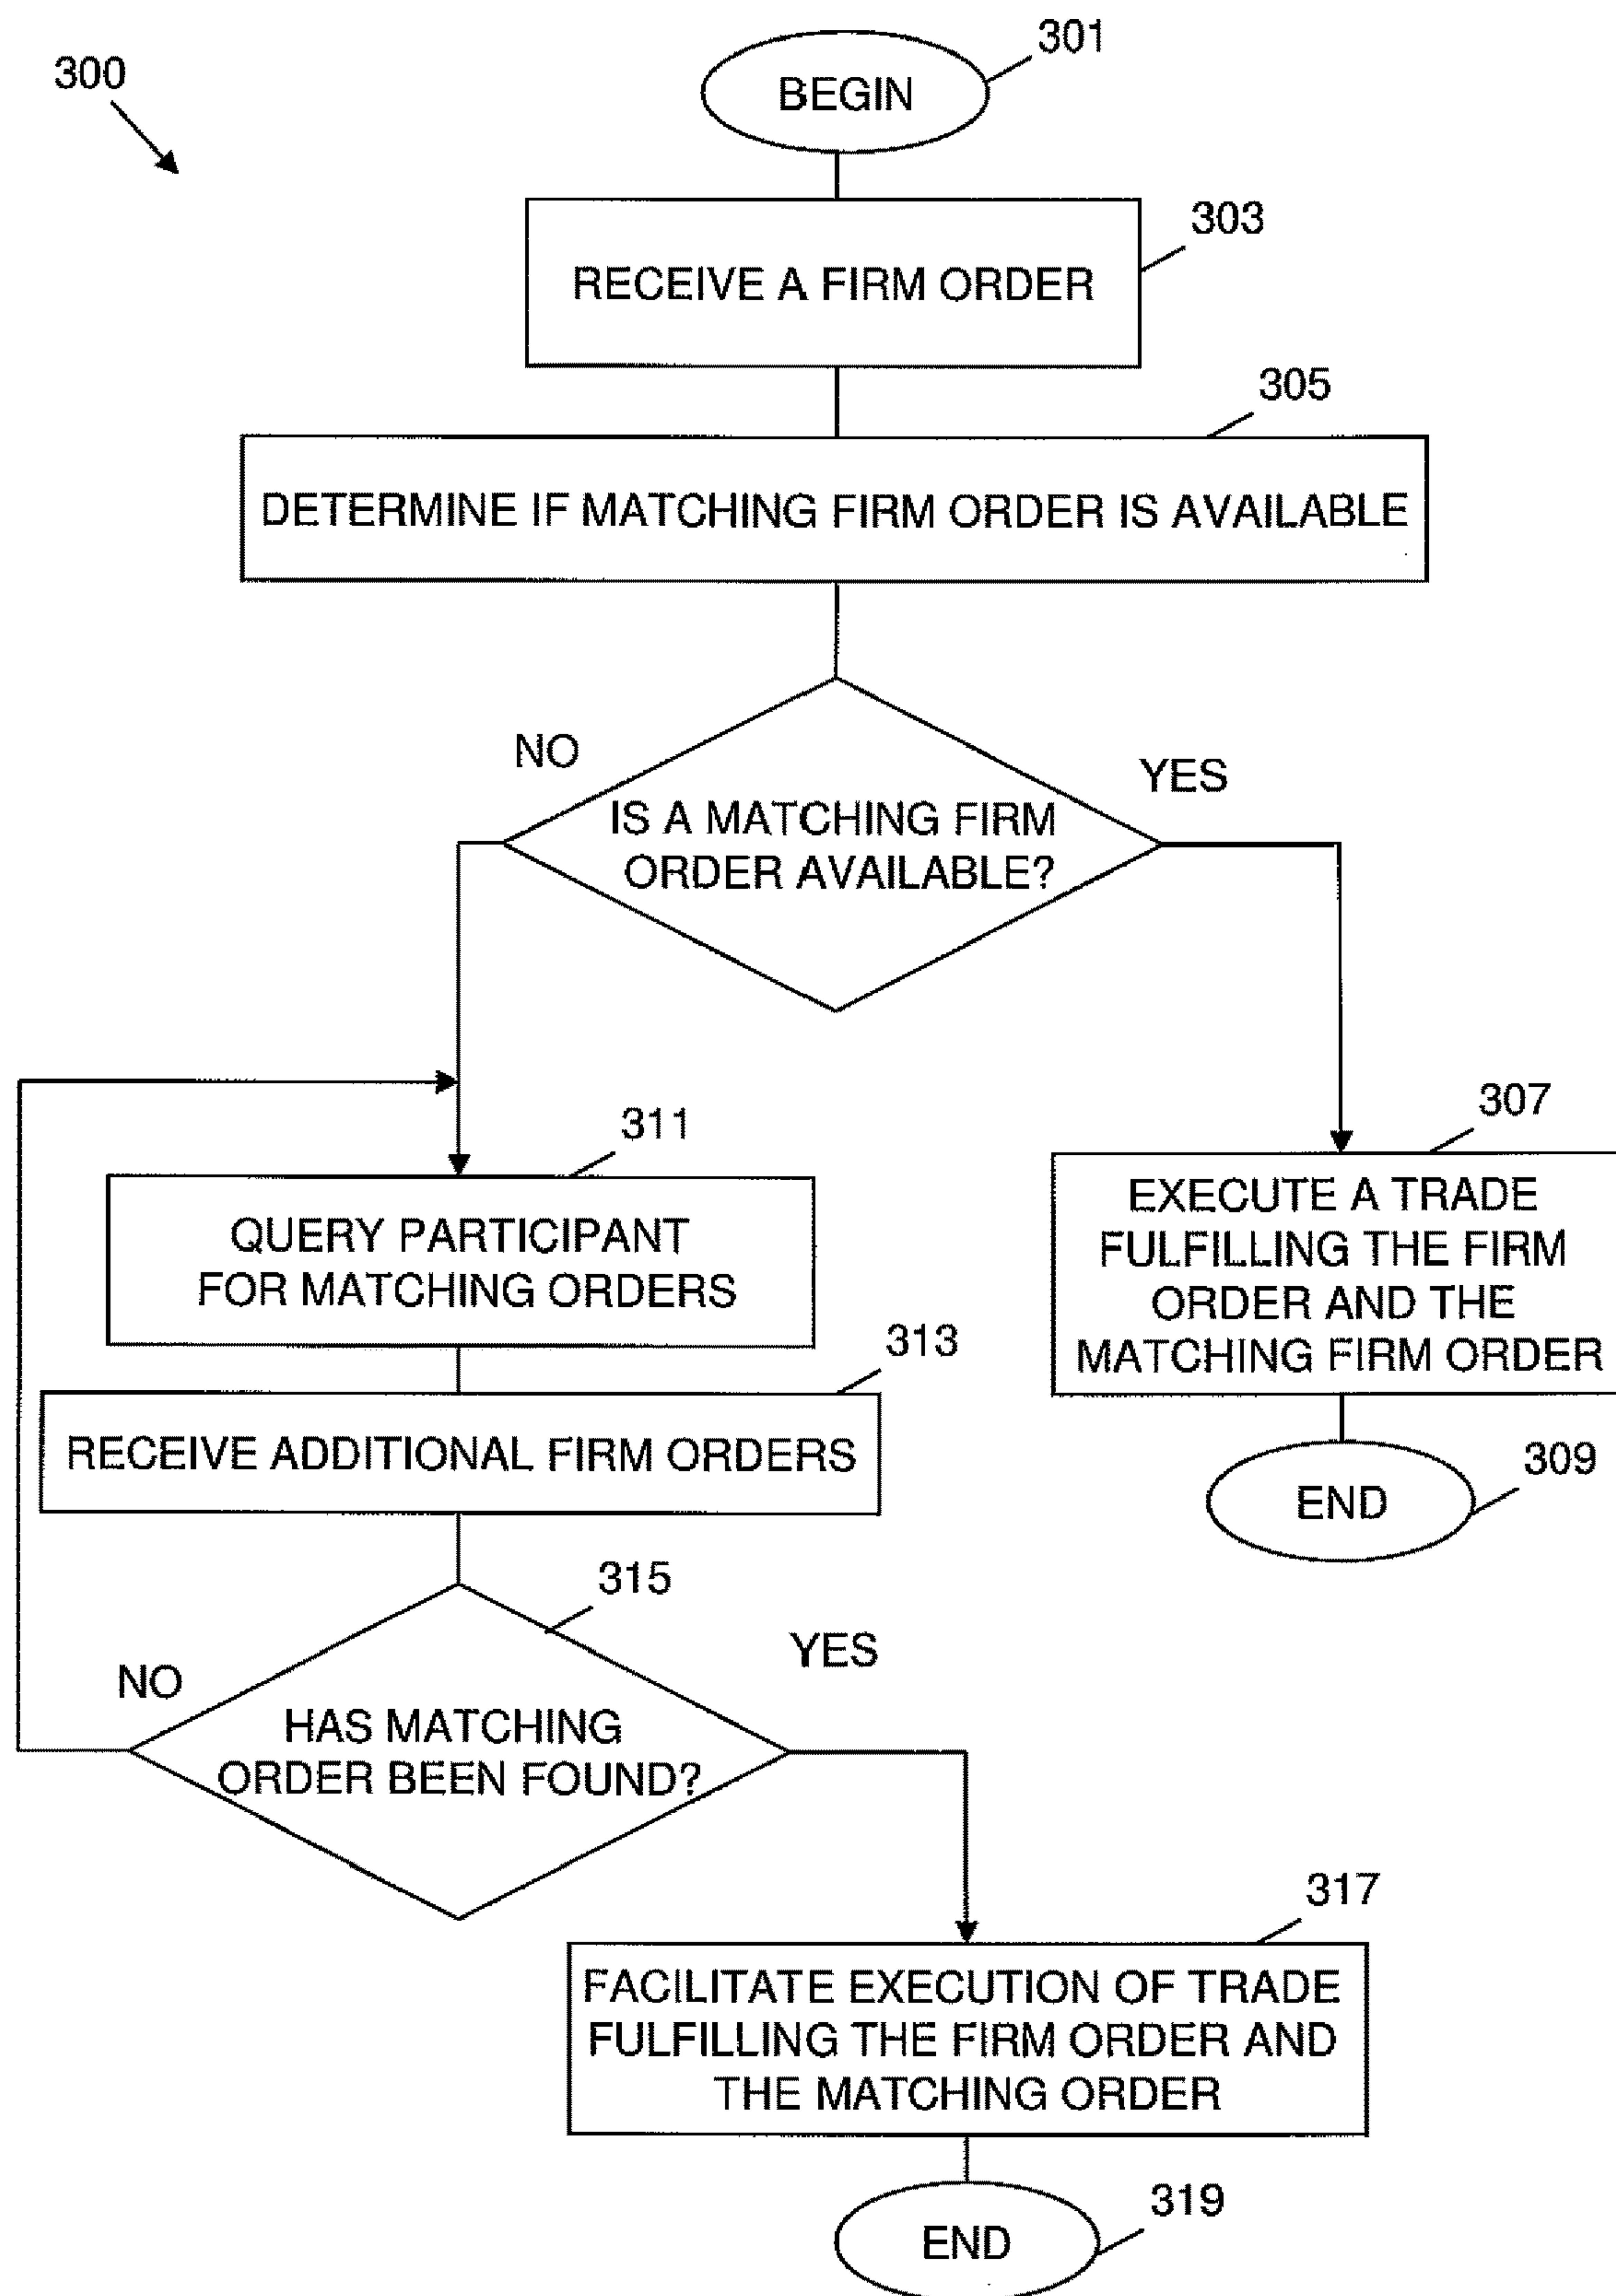 300
301
BEGIN
303
RECEIVE A FIRM ORDER
305
DETERMINE IF MATCHING FIRM ORDER IS AVAILABLE
NO
YES
IS A MATCHING FIRM
ORDER AVAILABLE?
311
QUERY PARTICIPANT
FOR MATCHING ORDERS
307
EXECUTE A TRADE
FULFILLING THE FIRM
ORDER AND THE
MATCHING FIRM ORDER
313
RECEIVE ADDITIONAL FIRM ORDERS
309
END
315
NO
YES
HAS MATCHING
ORDER BEEN FOUND?
317
FACILITATE EXECUTION OF TRADE
FULFILLING THE FIRM ORDER AND
THE MATCHING ORDER
319
END